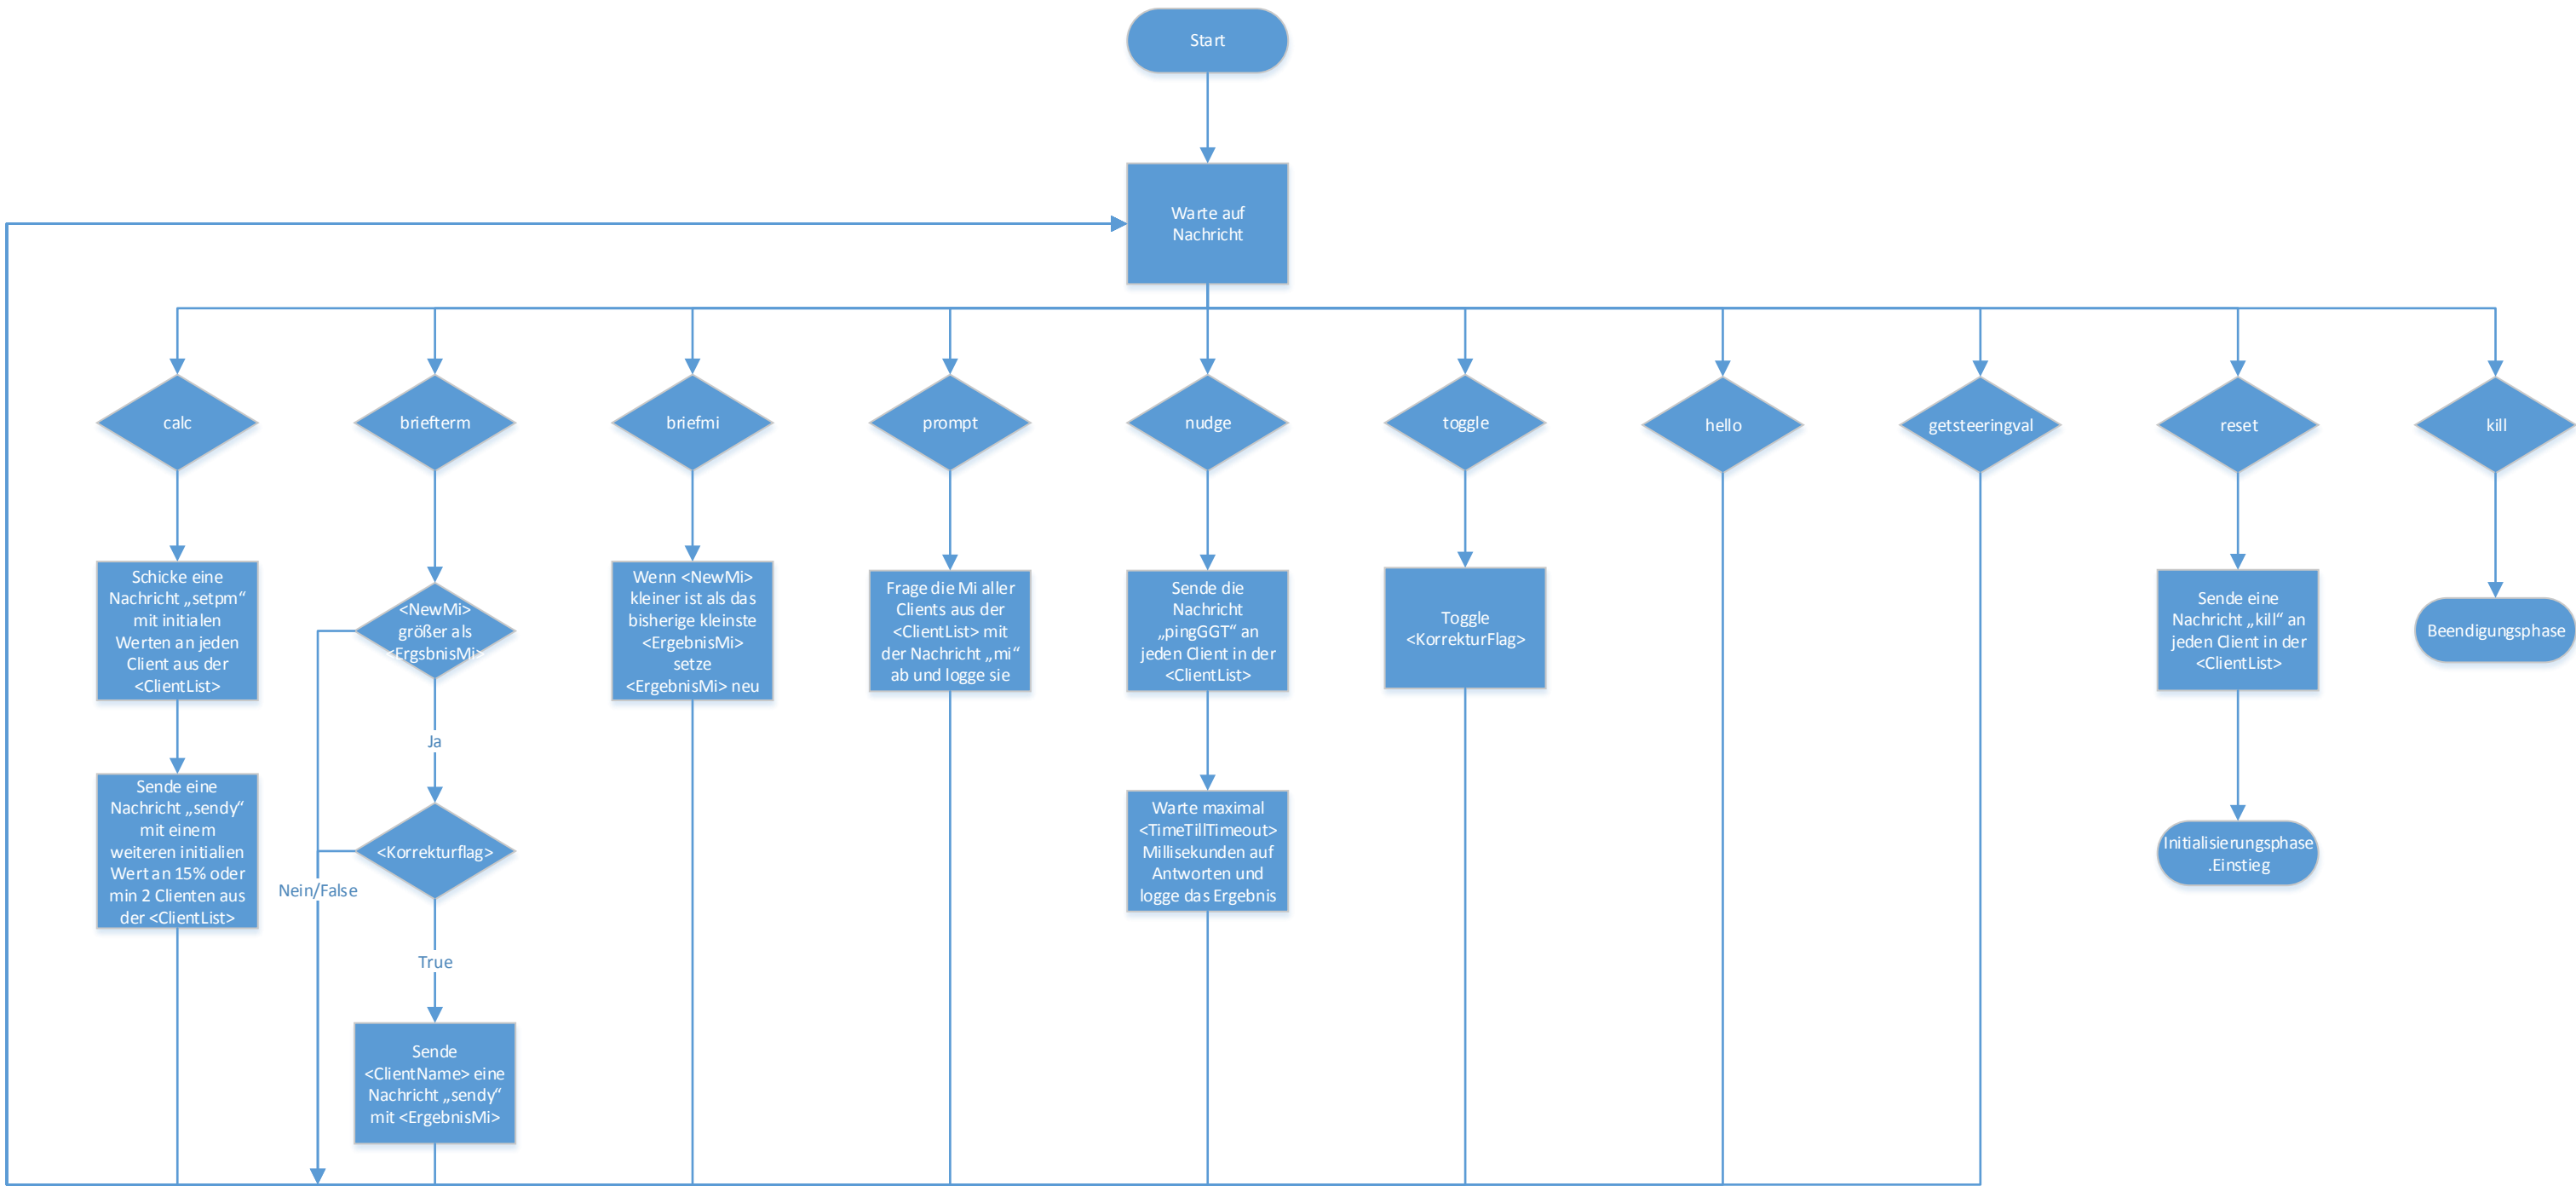 Start
Warte auf
Nachricht
calc
briefterm
briefmi
prompt
nudge
toggle
hello
getsteeringval
reset
kill
Schicke eine
Nachricht „setpm“
mit initialen
Werten an jeden
Client aus der
<ClientList>
<NewMi>
größer als
<ErgsbnisMi>
Wenn <NewMi>
kleiner ist als das
bisherige kleinste
<ErgebnisMi>
setze
<ErgebnisMi> neu
Frage die Mi aller
Clients aus der
<ClientList> mit
der Nachricht „mi“
ab und logge sie
Sende die
Nachricht
„pingGGT“ an
jeden Client in der
<ClientList>
Toggle
<KorrekturFlag>
Sende eine
Nachricht „kill“ an
jeden Client in der
<ClientList>
Beendigungsphase
Ja
Sende eine
Nachricht „sendy“
mit einem
weiteren initialien
Wert an 15% oder
min 2 Clienten aus
der <ClientList>
<Korrekturflag>
Nein/False
Warte maximal
<TimeTillTimeout>
Millisekunden auf
Antworten und
logge das Ergebnis
Initialisierungsphase
.Einstieg
True
Sende
<ClientName> eine
Nachricht „sendy“
mit <ErgebnisMi>